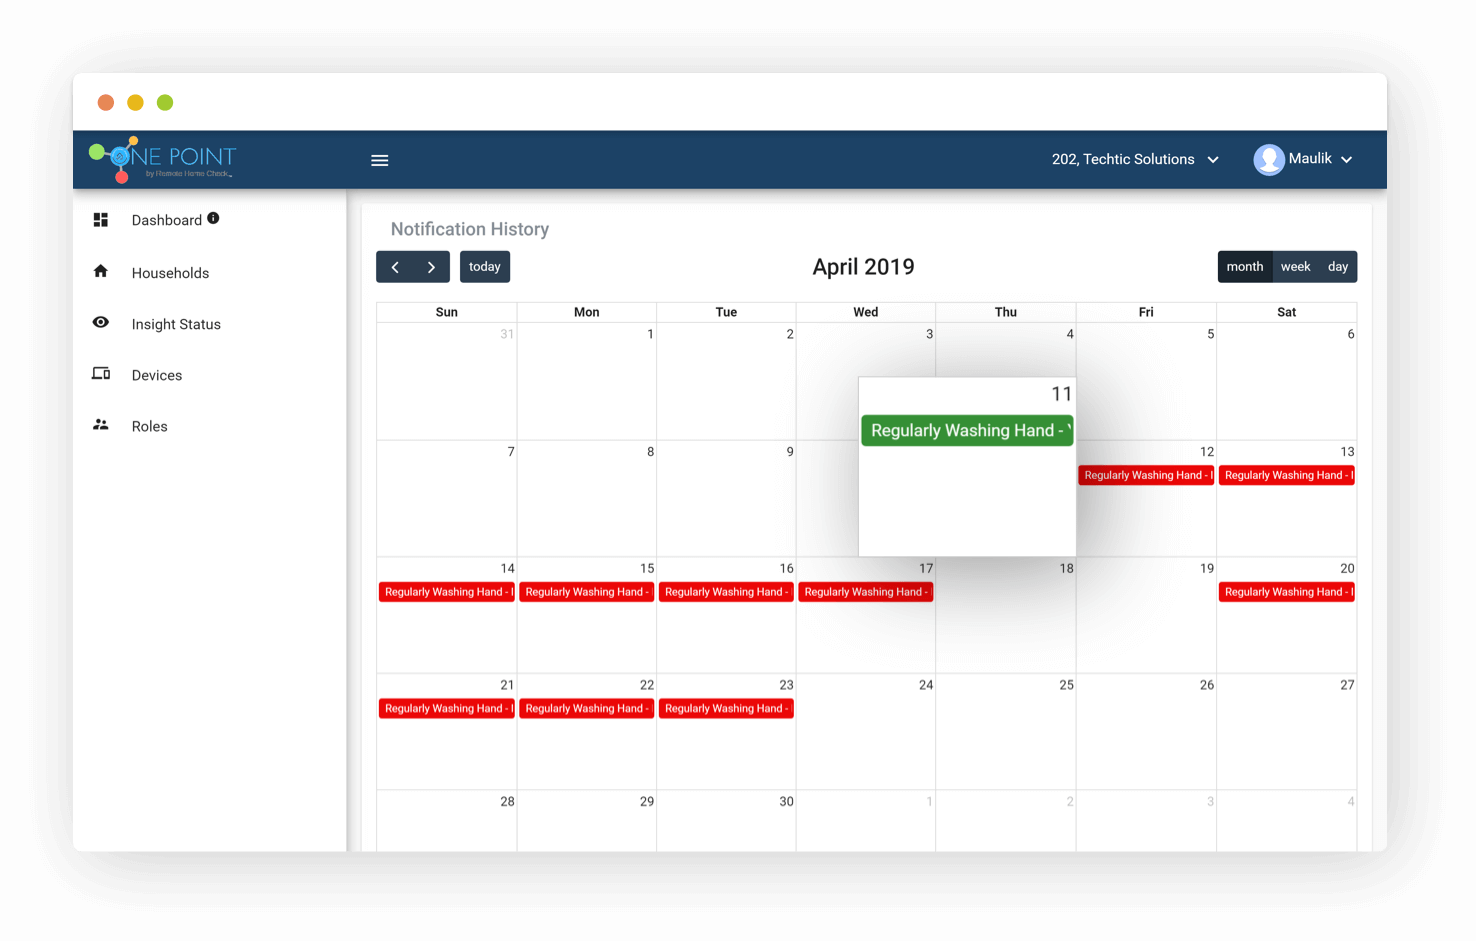 NE POINT
by Remote Home Check
202, Techtic Solutions
Maulik
Dashboard
Households
Insight Status
Devices
Roles
Notification History
today
April 2019
month week day
Sun Mon Tue Wed Thu Fri Sat
31 1 2 3 4 5 6
11
Regularly Washing Hand -
7 8 9 12 13
Regularly Washing Hand - Regularly Washing Hand -
14 15 16 17 18 19 20
Regularly Washing Hand - Regularly Washing Hand - Regularly Washing Hand - Regularly Washing Hand - Regularly Washing Hand -
21 22 23 24 25 26 27
Regularly Washing Hand - Regularly Washing Hand - Regularly Washing Hand -
28 29 30 1 2 3 4